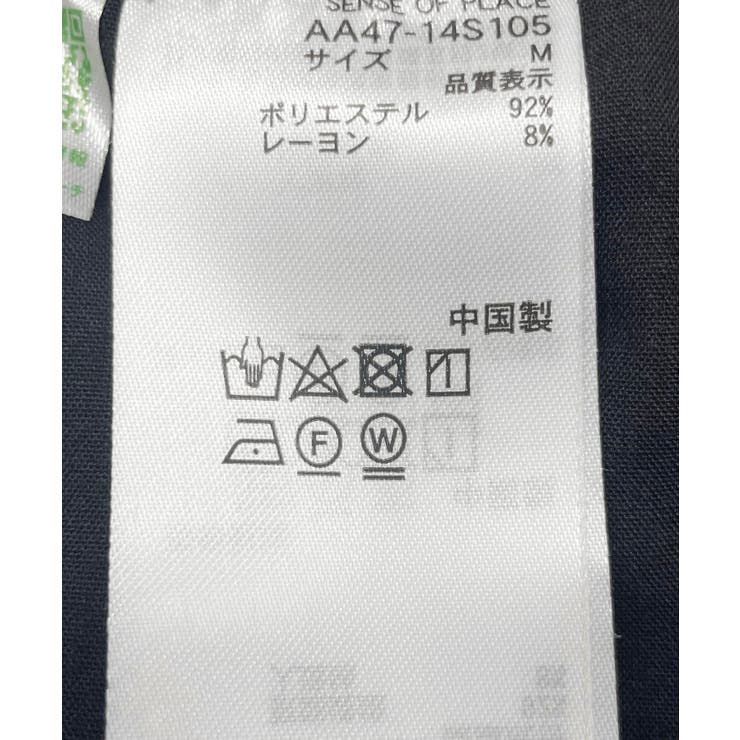 SENSE OF PLACE
AA47-14S105
サイズ M
品質表示
ポリエステル 92%
レーヨン 8%
中国製
F W